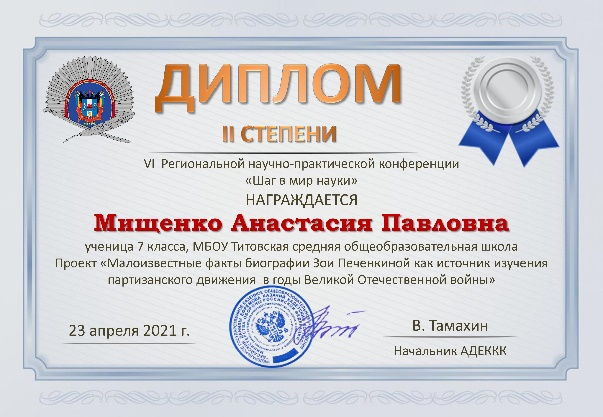 ДИПЛОМ
II СТЕПЕНИ
VI Региональной научно-практической конференции
«Шаг в мир науки»
НАГРАЖДАЕТСЯ
Мищенко Анастасия Павловна
ученица 7 класса, МБОУ Титовская средняя общеобразовательная школа
Проект «Малоизвестные факты биографии Зои Печенкиной как источник изучения
партизанского движения в годы Великой Отечественной войны»
23 апреля 2021 г.
В. Тамахин
Начальник АДЕККК